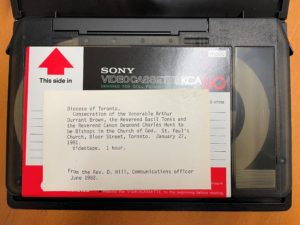 This side in
SONY
VIDEOCASSETTE KCA
Diocese of Toronto.
Consecration of the Venerable Arthur
Durrant Brown, the Reverend Basil Tonks and
the Reverend Canon Desmond Charles Hunt to
be Bishops in the Church of God. St. Paul's
Church, Bloor Street, Toronto. January 27,
1981.
Videotape. 1 hour.
From the Rev. D. Hill, Communications officer
June 1982.